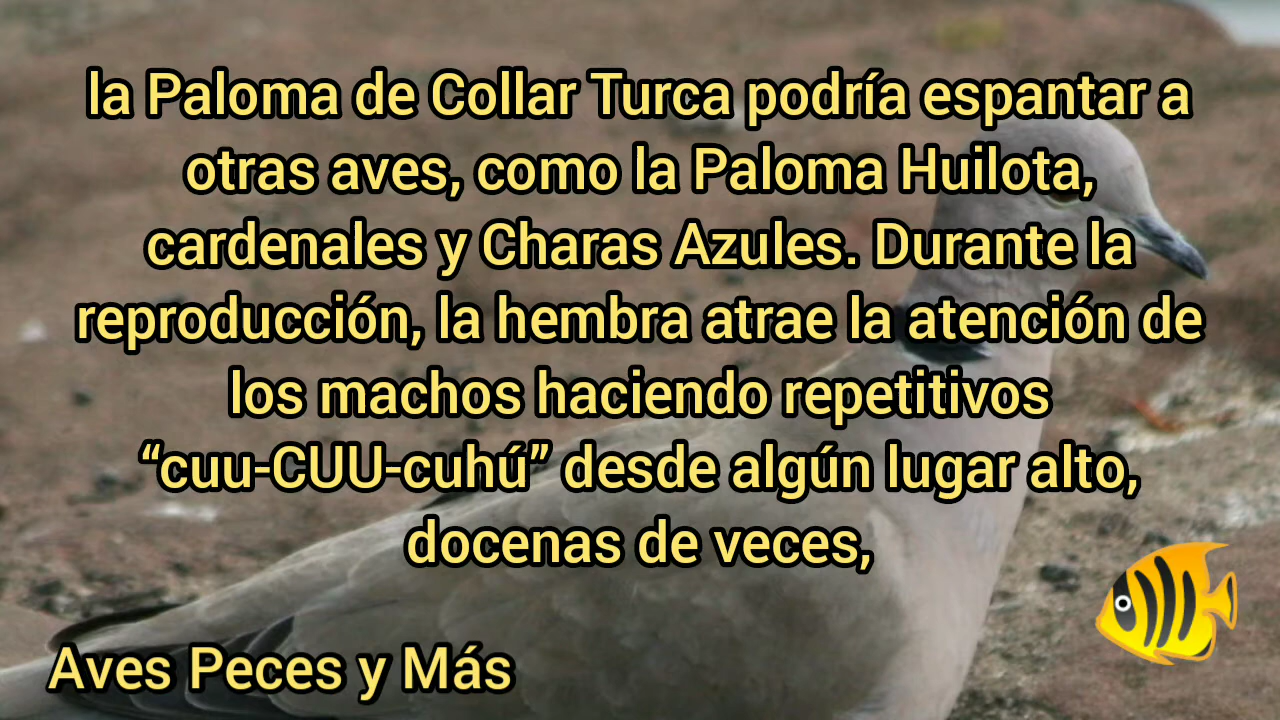 la Paloma de Collar Turca podría espantar a
otras aves, como la Paloma Huilota,
cardenales y Charas Azules. Durante la
reproducción, la hembra atrae la atención de
los machos haciendo repetitivos
“cuu-CUU-cuhú” desde algún lugar alto,
docenas de veces,
Aves Peces y Más